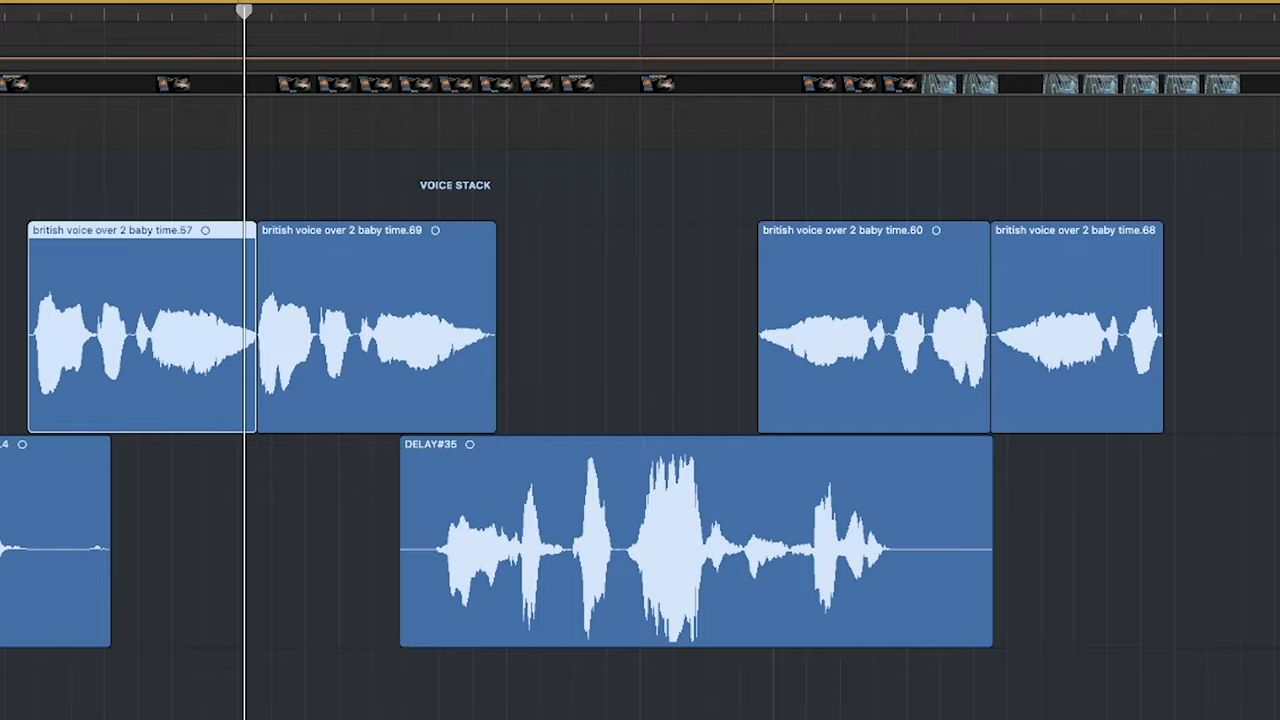 VOICE STACK
british voice over 2 baby time.57
british voice over 2 baby time.69
british voice over 2 baby time.60
british voice over 2 baby time.68
.4
DELAY#35